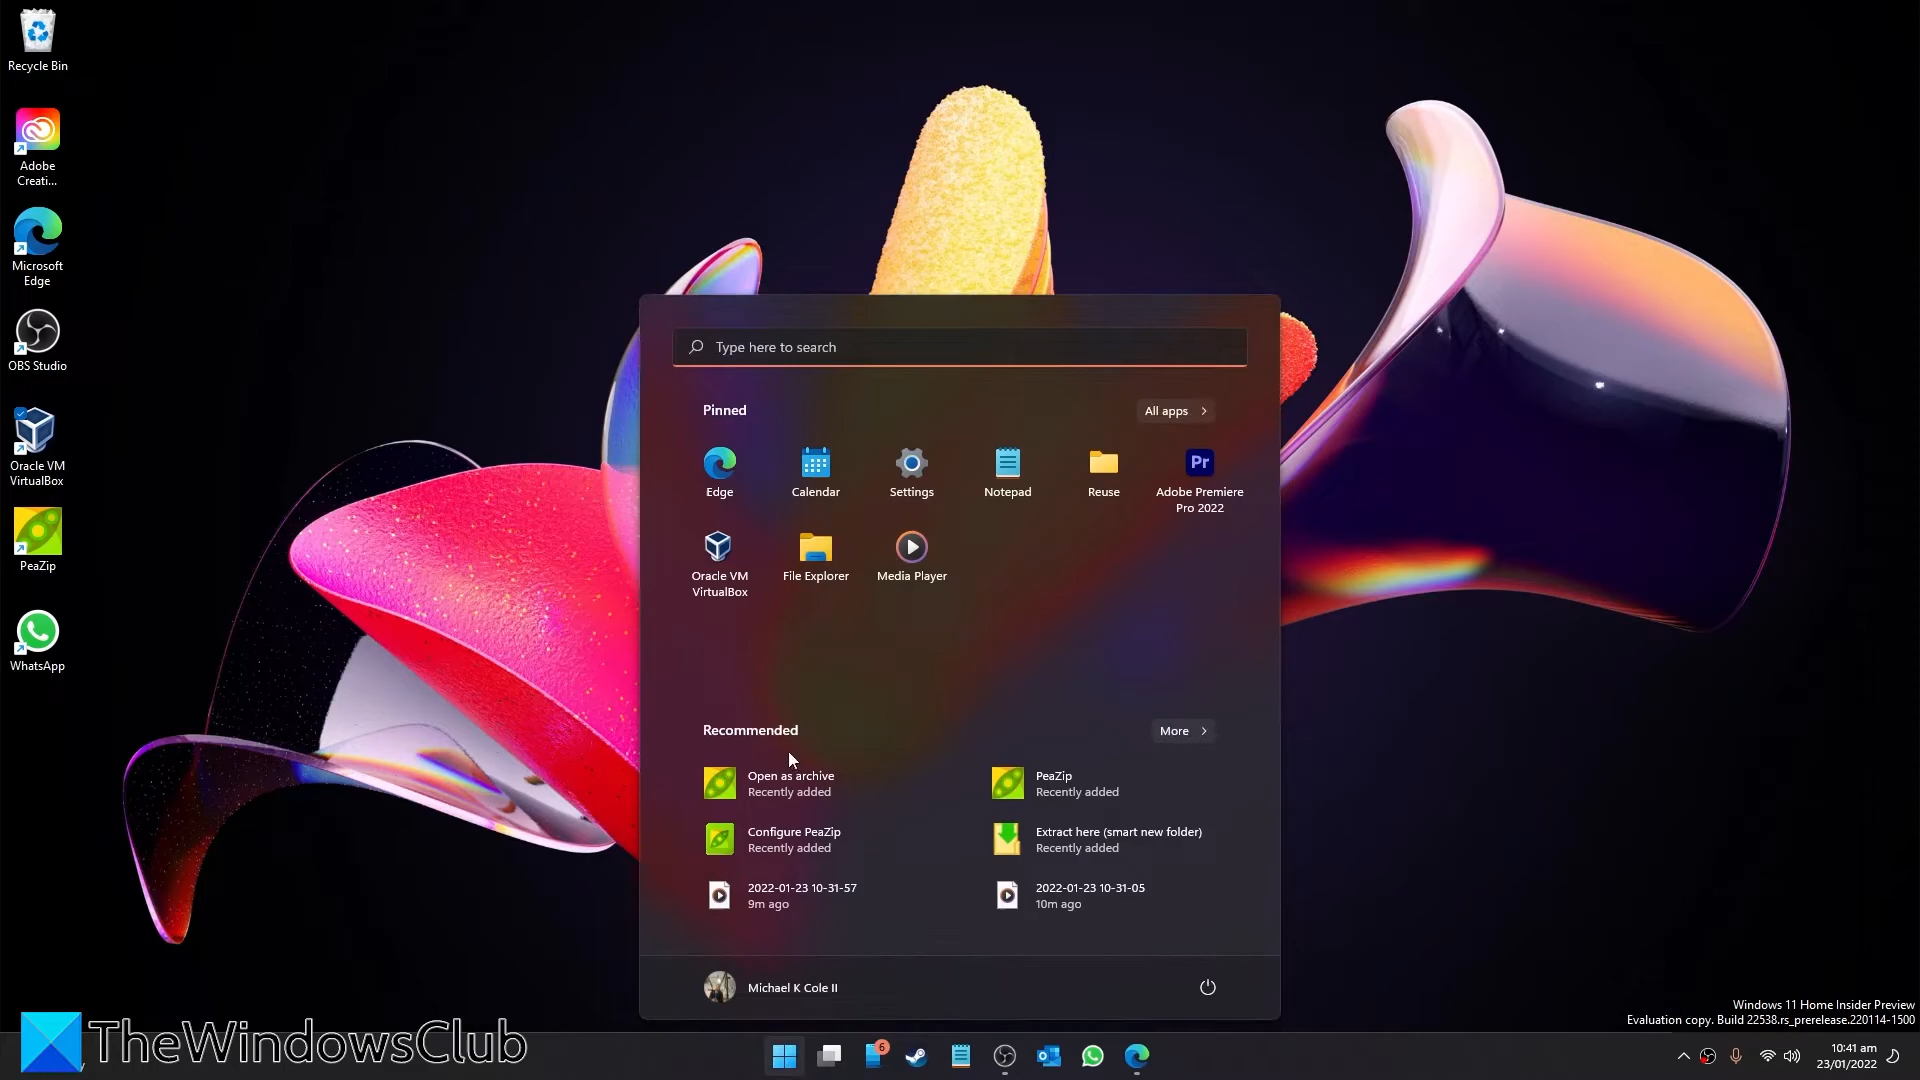 Recycle Bin
Adobe
Creati...
Microsoft
Edge
OBS Studio
Oracle VM
VirtualBox
PeaZip
WhatsApp
Type here to search
Pinned
All apps
Edge
Calendar
Settings
Notepad
Reuse
Pr
Adobe Premiere
Pro 2022
Oracle VM
VirtualBox
File Explorer
Media Player
Recommended
More
Open as archive
Recently added
PeaZip
Recently added
Configure PeaZip
Recently added
Extract here (smart new folder)
Recently added
2022-01-23 10-31-57
9m ago
2022-01-23 10-31-05
10m ago
Michael K Cole II
Windows 11 Home Insider Preview
Evaluation copy. Build 22538.rs_prerelease.220114-1500
TheWindowsClub
6
10:41 am
23/01/2022